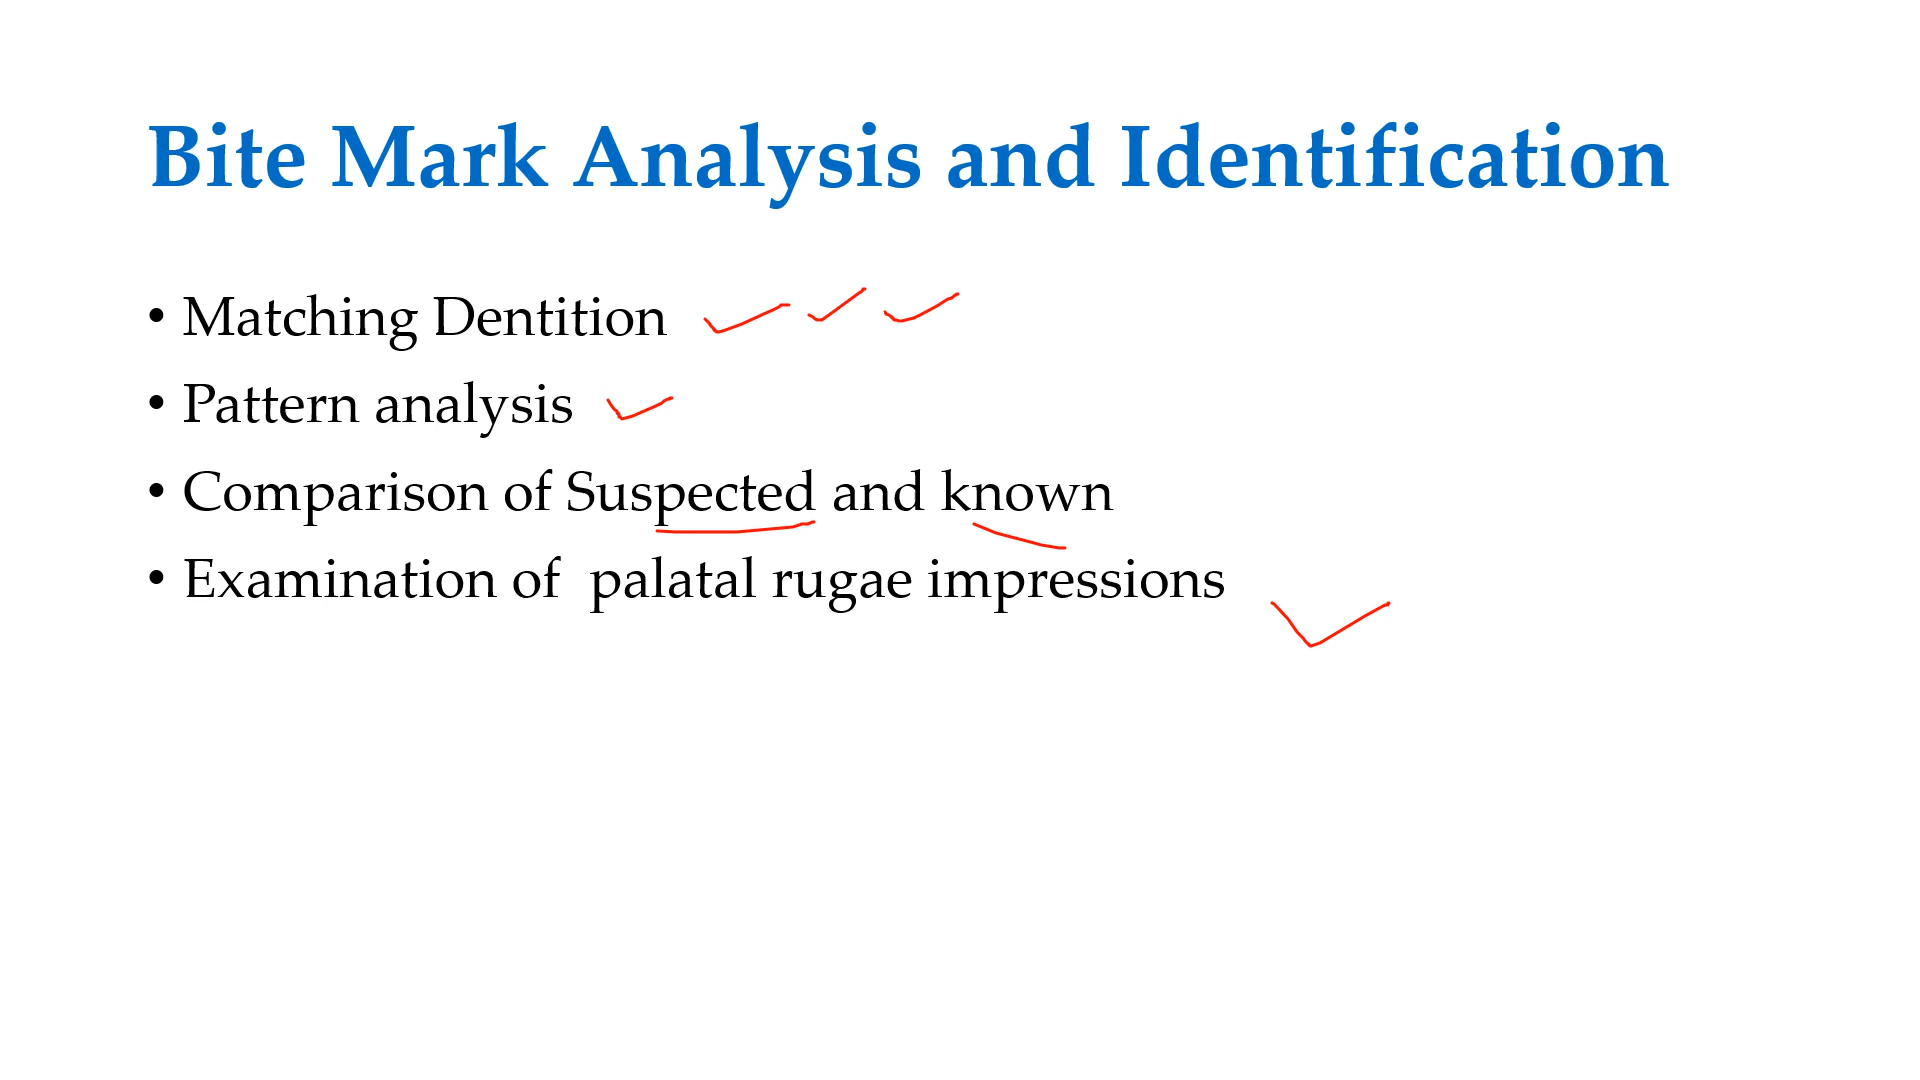 Bite Mark Analysis and Identification
• Matching Dentition
• Pattern analysis
• Comparison of Suspected and known
• Examination of  palatal rugae impressions